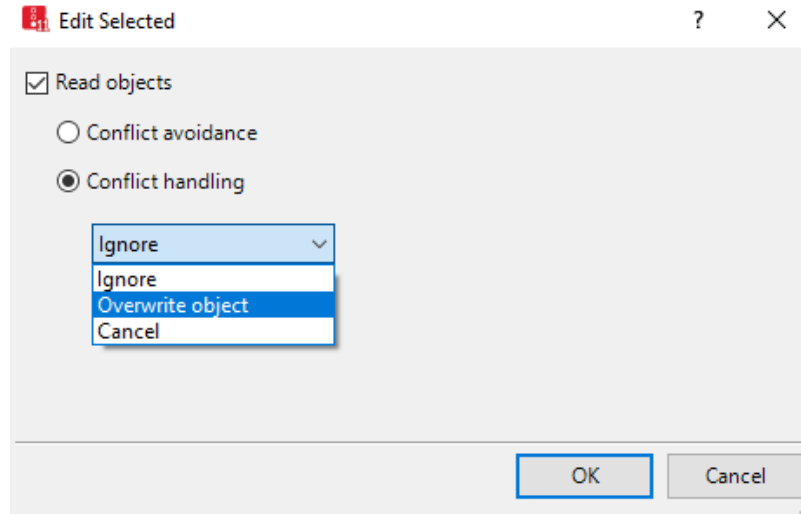 Edit Selected
?
Read objects
Conflict avoidance
Conflict handling
Ignore
Ignore
Overwrite object
Cancel
OK
Cancel